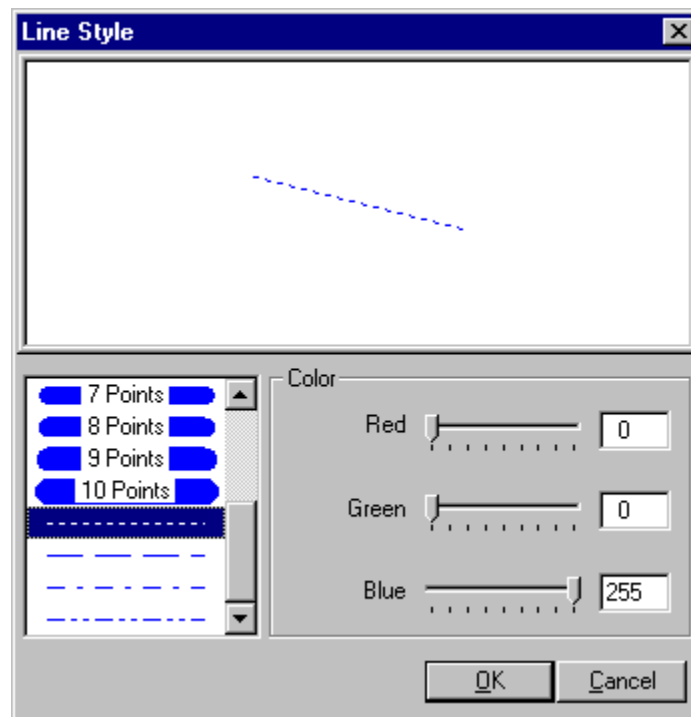 Line Style
7 Points
8 Points
9 Points
10 Points
Color
Red 0
Green 0
Blue 255
OK Cancel